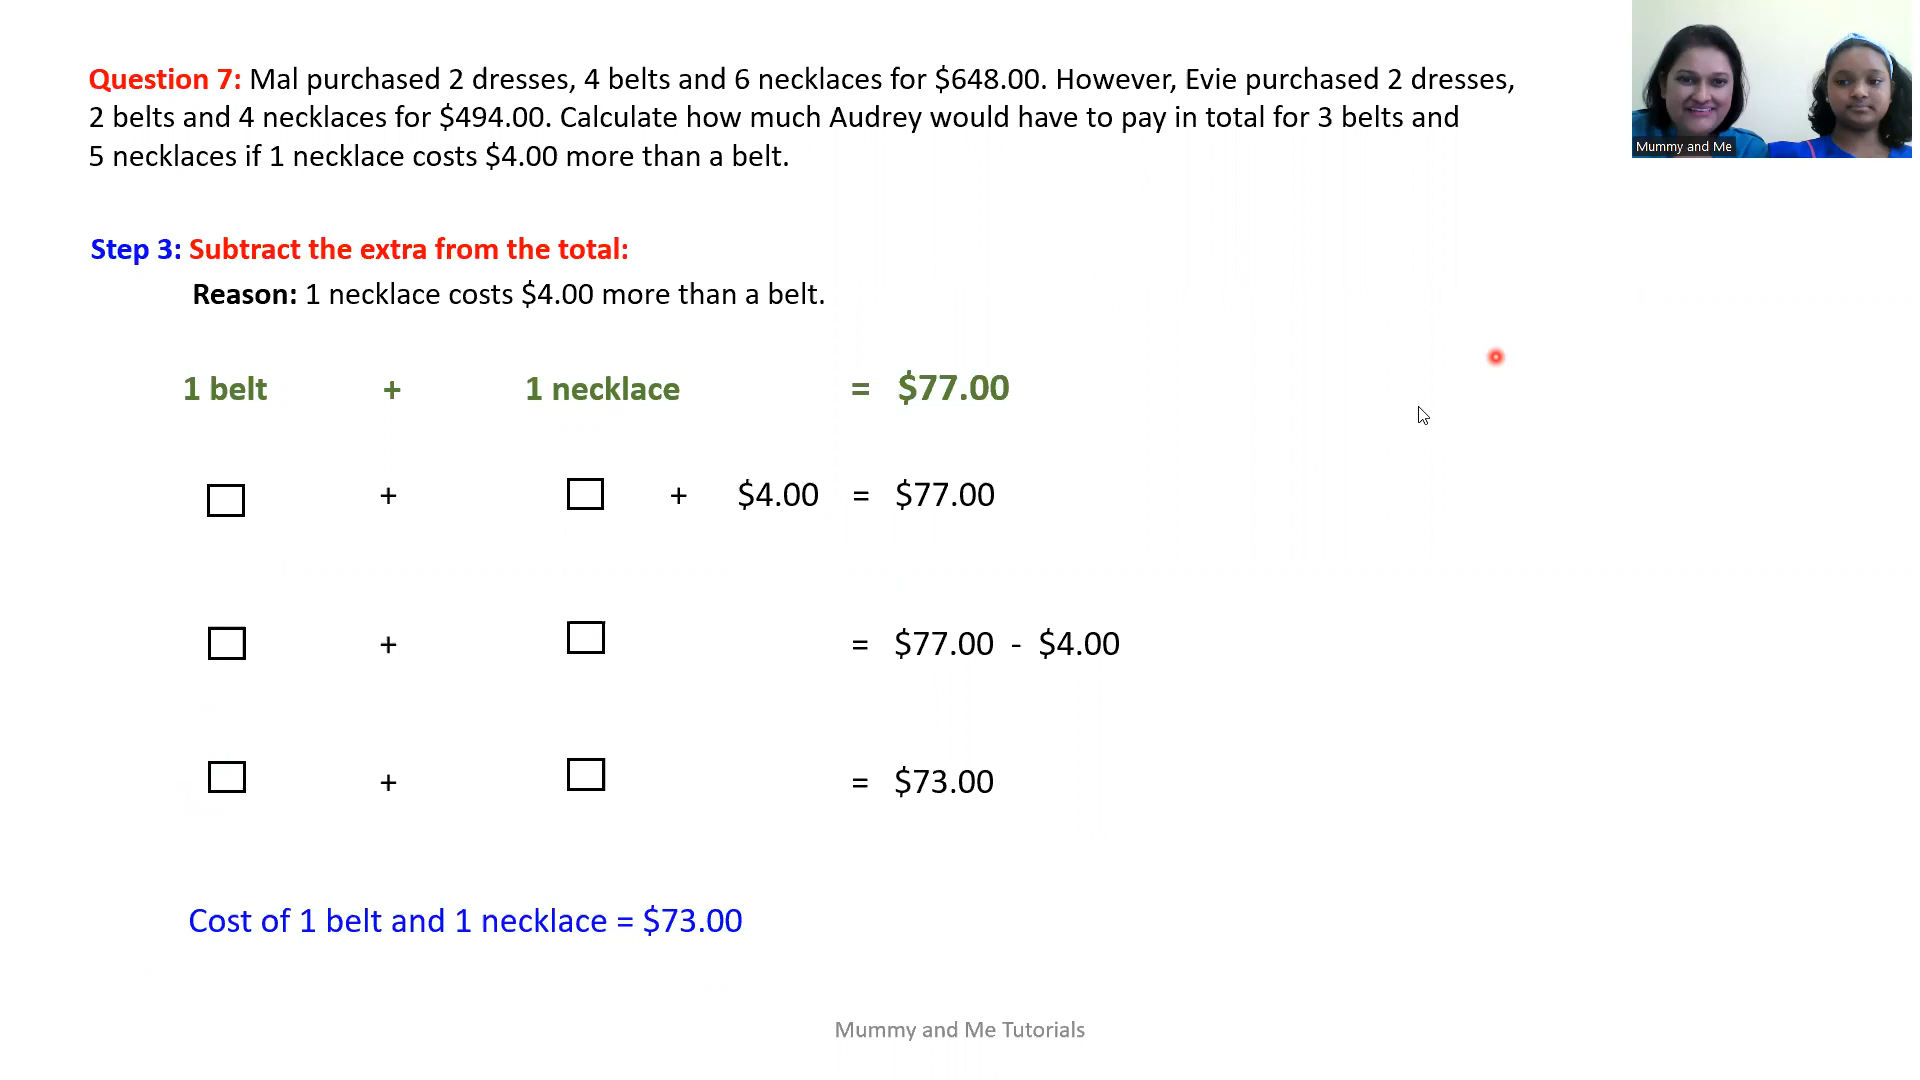 Question 7: Mal purchased 2 dresses, 4 belts and 6 necklaces for $648.00. However, Evie purchased 2 dresses,
2 belts and 4 necklaces for $494.00. Calculate how much Audrey would have to pay in total for 3 belts and
5 necklaces if 1 necklace costs $4.00 more than a belt.
Mummy and Me
Step 3: Subtract the extra from the total:
Reason: 1 necklace costs $4.00 more than a belt.
1 belt + 1 necklace = $77.00
+ + $4.00 = $77.00
+ = $77.00 - $4.00
+ = $73.00
Cost of 1 belt and 1 necklace = $73.00
Mummy and Me Tutorials